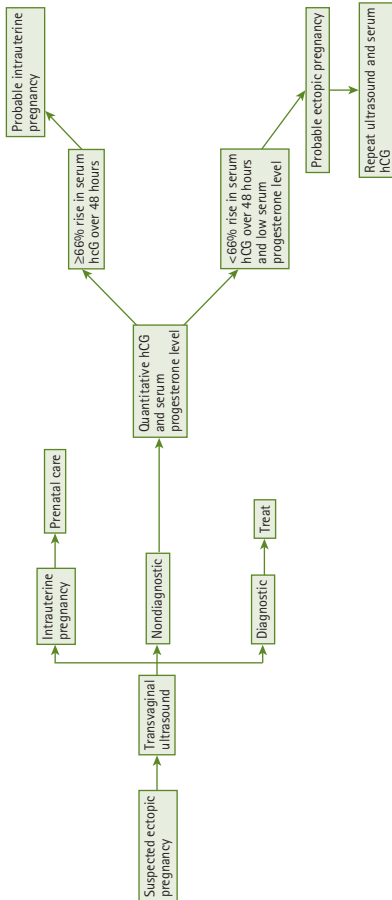 Suspected ectopic
pregnancy
Transvaginal
ultrasound
Intrauterine
pregnancy
Prenatal care
Nondiagnostic
Diagnostic
Treat
Quantitative hCG
and serum
progesterone level
≥66% rise in serum
hcG over 48 hours
Probable intrauterine
pregnancy
<66% rise in serum
hCG over 48 hours
and low serum
progesterone level
Probable ectopic pregnancy
Repeat ultrasound and serum
hCG